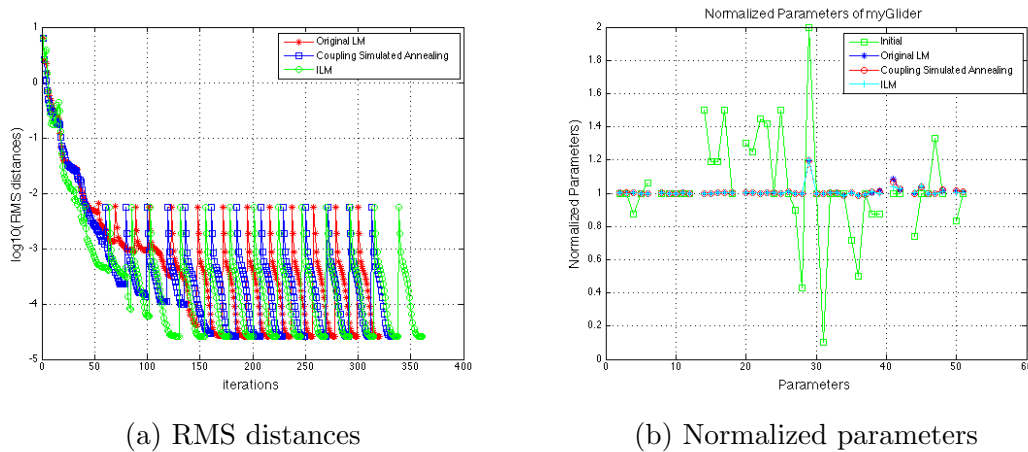 Normalized Parameters of myGlider
Original LM
Coupling Simulated Annealing
ILM
log10(RMS distances)
1
0
-1
-2
-3
-4
-5
0 50 100 150 200 250 300 350 400
iterations
Initial
Original LM
Coupling Simulated Annealing
ILM
Normalized Parameters)
2
1.8
1.6
1.4
1.2
1
0.8
0.6
0.4
0.2
0
0 10 20 30 40 50 60
Parameters
(a) RMS distances
(b) Normalized parameters